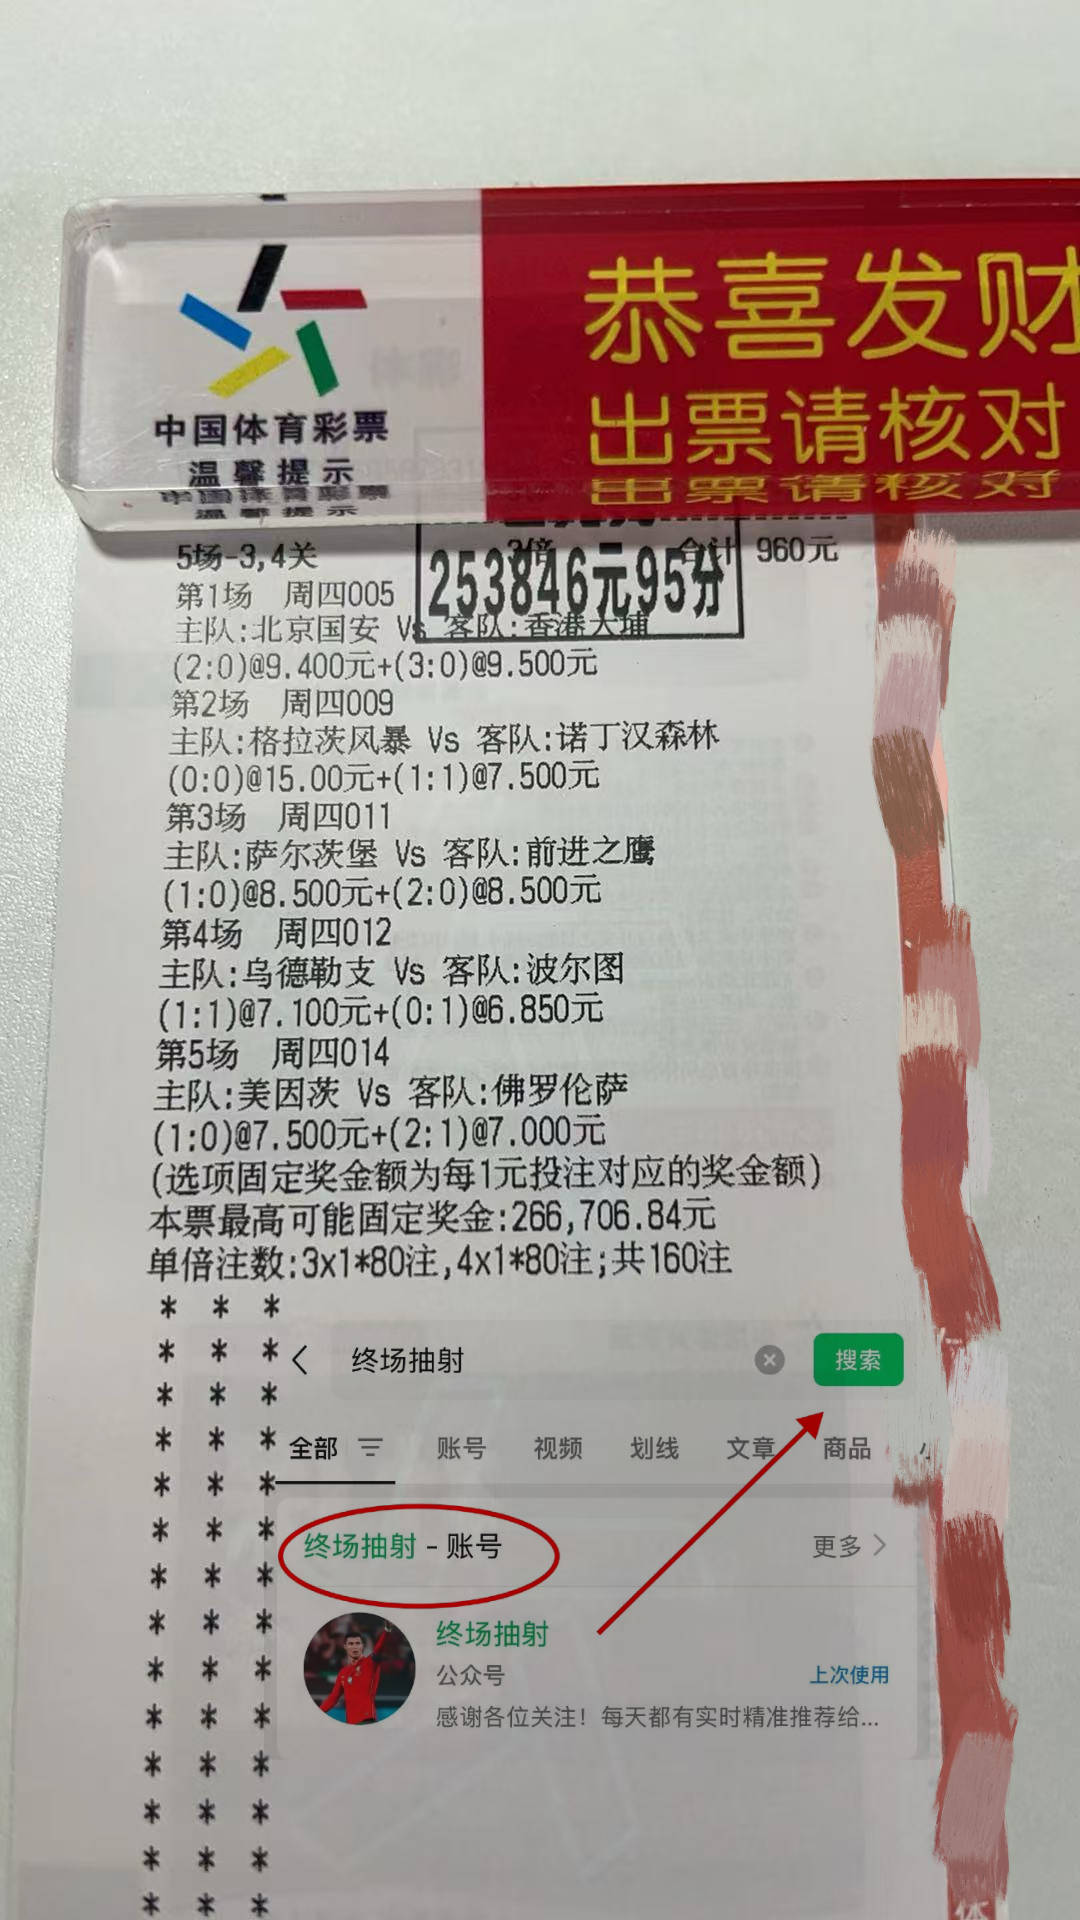 恭喜发财
出票请核对
中国体育彩票
温馨提示
5场-3,4关 3倍 合计 960元
253846元95分
第1场 周四005
主队:北京国安 Vs 客队:香港大埔
(2:0)@9.400元+(3:0)@9.500元
第2场 周四009
主队:格拉茨风暴 Vs 客队:诺丁汉森林
(0:0)@15.00元+(1:1)@7.500元
第3场 周四011
主队:萨尔茨堡 Vs 客队:前进之鹰
(1:0)@8.500元+(2:0)@8.500元
第4场 周四012
主队:乌德勒支 Vs 客队:波尔图
(1:1)@7.100元+(0:1)@6.850元
第5场 周四014
主队:美因茨 Vs 客队:佛罗伦萨
(1:0)@7.500元+(2:1)@7.000元
(选项固定奖金额为每1元投注对应的奖金额)
本票最高可能固定奖金:266,706.84元
单倍注数:3x1*80注,4x1*80注;共160注
* * *
* * *
* * *
* * *
* * *
* * *
* * *
* * *
* * *
* * *
* * *
* * *
* * *
* * *
终场抽射 搜索
全部 账号 视频 划线 文章 商品
终场抽射 - 账号 更多
终场抽射
公众号 上次使用
感谢各位关注！每天都有实时精准推荐给...
体